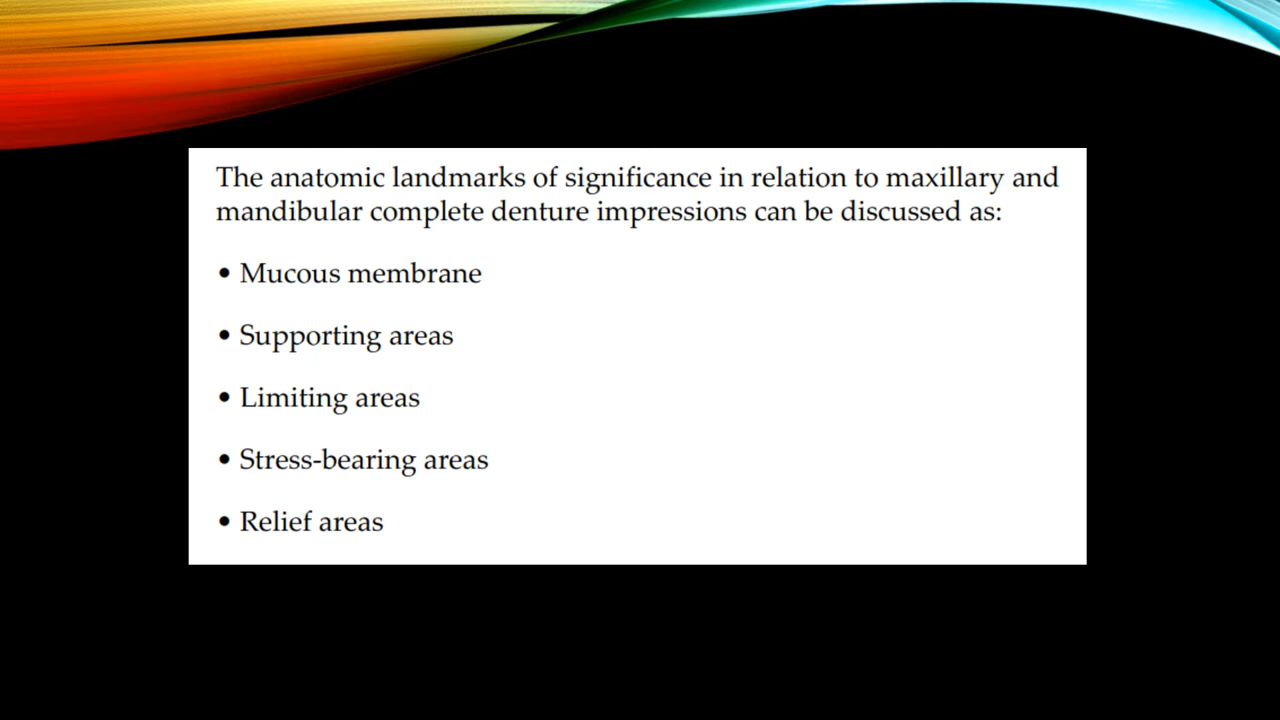 The anatomic landmarks of significance in relation to maxillary and
mandibular complete denture impressions can be discussed as:
• Mucous membrane
• Supporting areas
• Limiting areas
• Stress-bearing areas
• Relief areas